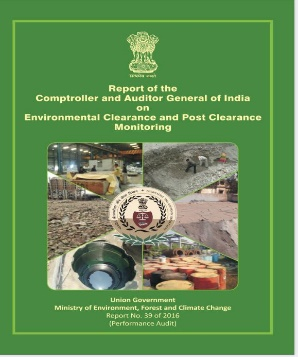 Report of the
Comptroller and Auditor General of India
on
Environmental Clearance and Post Clearance
Monitoring
Union Government
Ministry of Environment, Forest and Climate Change
Report No. 39 of 2016
(Performance Audit)